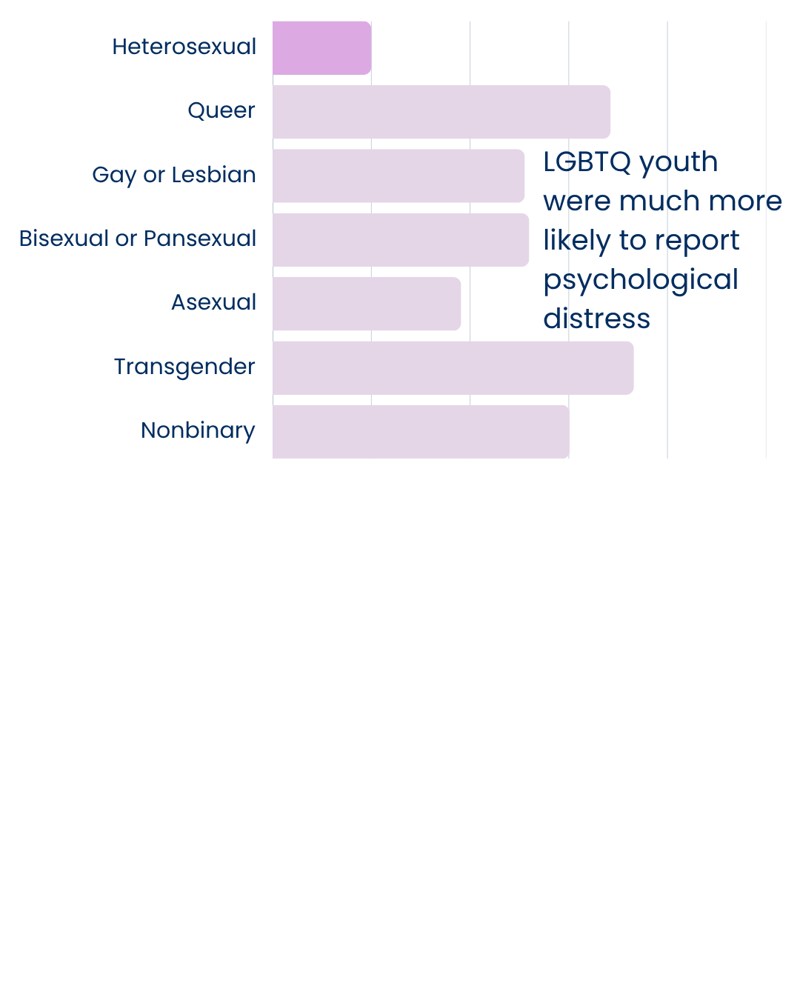 Heterosexual
Queer
Gay or Lesbian
Bisexual or Pansexual
Asexual
Transgender
Nonbinary
LGBTQ youth
were much more
likely to report
psychological
distress